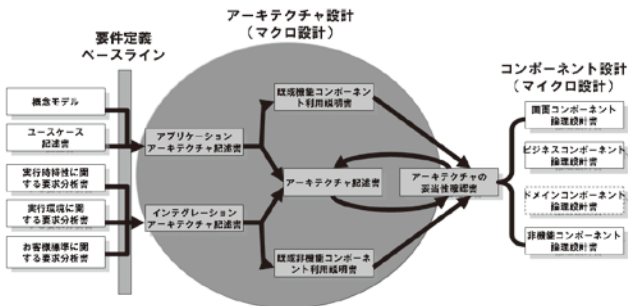 アーキテクチャ設計
(マクロ設計)
要件定義
ベースライン
コンポーネント設計
(マイクロ設計)
概念モデル
ユースケース
記述書
実行時特性に関
する要求分析書
実行環境に関す
る要求分析書
お客様標準に関
する要求分析書
アプリケーション
アーキテクチャ記述書
インテグレーション
アーキテクチャ記述書
既成機能コンポーネ
ント利用説明書
アーキテクチャ記述書
既成非機能コンポーネ
ント利用説明書
アーキテクチャの
妥当性確認書
画面コンポーネント
論理設計書
ビジネスコンポーネント
論理設計書
ドメインコンポーネント
論理設計書
非機能コンポーネント
論理設計書